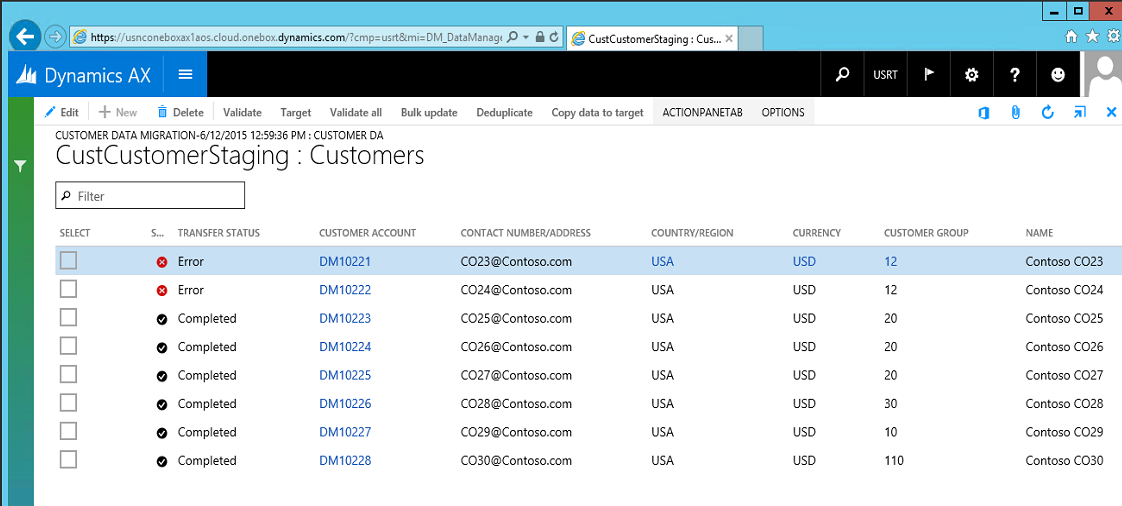 https://usnconeboxax1aos.cloud.onebox.dynamics.com/?cmp=usrt&mi=DM_DataManage
CustCustomerStaging : Cus...
Dynamics AX
USRT
?
Edit New Delete Validate Target Validate all Bulk update Deduplicate Copy data to target ACTIONPANETAB OPTIONS
CUSTOMER DATA MIGRATION-6/12/2015 12:59:36 PM : CUSTOMER DA
CustCustomerStaging : Customers
Filter
SELECT S... TRANSFER STATUS CUSTOMER ACCOUNT CONTACT NUMBER/ADDRESS COUNTRY/REGION CURRENCY CUSTOMER GROUP NAME
Error DM10221 CO23@Contoso.com USA USD 12 Contoso CO23
Error DM10222 CO24@Contoso.com USA USD 12 Contoso CO24
Completed DM10223 CO25@Contoso.com USA USD 20 Contoso CO25
Completed DM10224 CO26@Contoso.com USA USD 20 Contoso CO26
Completed DM10225 CO27@Contoso.com USA USD 20 Contoso CO27
Completed DM10226 CO28@Contoso.com USA USD 30 Contoso CO28
Completed DM10227 CO29@Contoso.com USA USD 10 Contoso CO29
Completed DM10228 CO30@Contoso.com USA USD 110 Contoso CO30